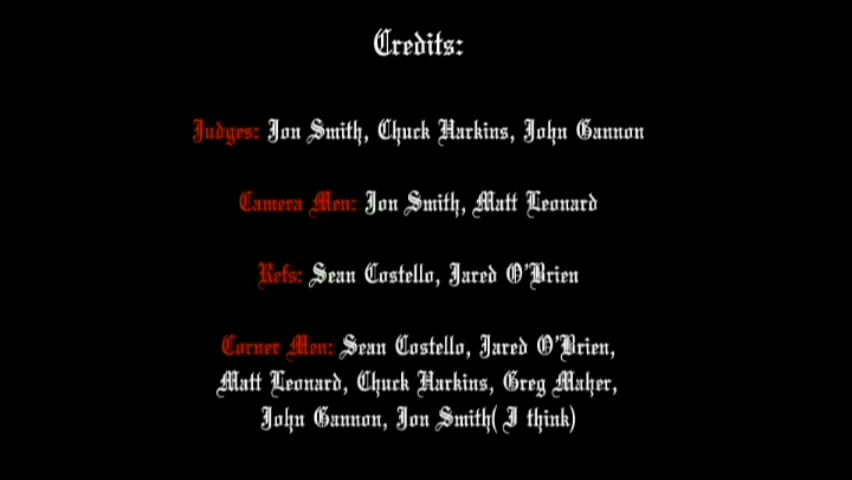 Credits:
Judges: Jon Smith, Chuck Harkins, John Gannon
Camera Men: Jon Smith, Matt Leonard
Refs: Sean Costello, Jared O'Brien
Corner Men: Sean Costello, Jared O'Brien,
Matt Leonard, Chuck Harkins, Greg Maher,
John Gannon, Jon Smith( I think)